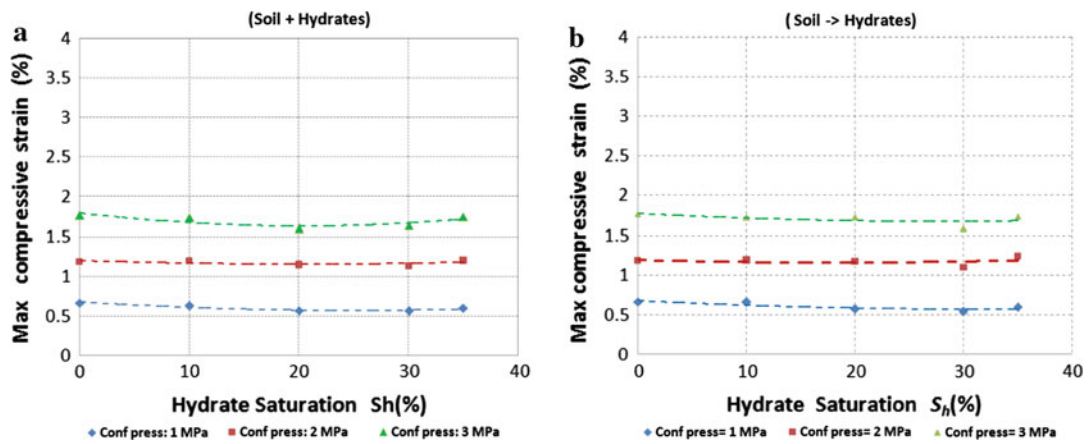 (Soil + Hydrates)
a
Max compressive strain (%)
4
3.5
3
2.5
2
1.5
1
0.5
0
0 10 20 30 40
Hydrate Saturation Sh(%)
Conf press: 1 MPa Conf press: 2 MPa Conf press: 3 MPa
( Soil -> Hydrates)
b
Max compressive strain (%)
4
3.5
3
2.5
2
1.5
1
0.5
0
0 10 20 30 40
Hydrate Saturation Sh(%)
Conf press= 1 MPa Conf press= 2 MPa Conf press= 3 MPa